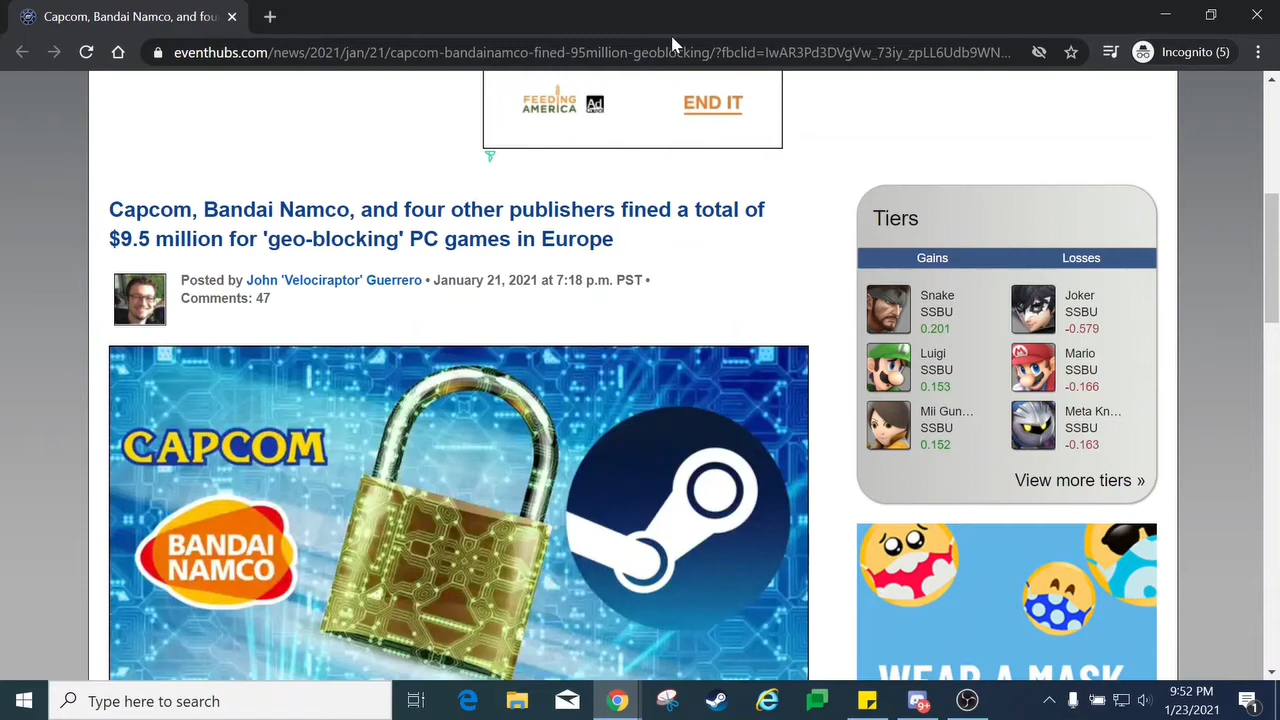 Capcom, Bandai Namco, and fou
eventhubs.com/news/2021/jan/21/capcom-bandainamco-fined-95million-geoblocking/?fbclid=IwAR3Pd3DVgVw_73iy_zpLL6Udb9WN...
Incognito (5)
FEEDING
AMERICA
Ad
END IT
Capcom, Bandai Namco, and four other publishers fined a total of
$9.5 million for 'geo-blocking' PC games in Europe
Posted by John 'Velociraptor' Guerrero • January 21, 2021 at 7:18 p.m. PST •
Comments: 47
CAPCOM
BANDAI
NAMCO
Tiers
Gains
Losses
Snake
SSBU
0.201
Joker
SSBU
-0.579
Luigi
SSBU
0.153
Mario
SSBU
-0.166
Mii Gun...
SSBU
0.152
Meta Kn...
SSBU
-0.163
View more tiers »
WEAR A MASK
Type here to search
9+
9:52 PM
1/23/2021
1